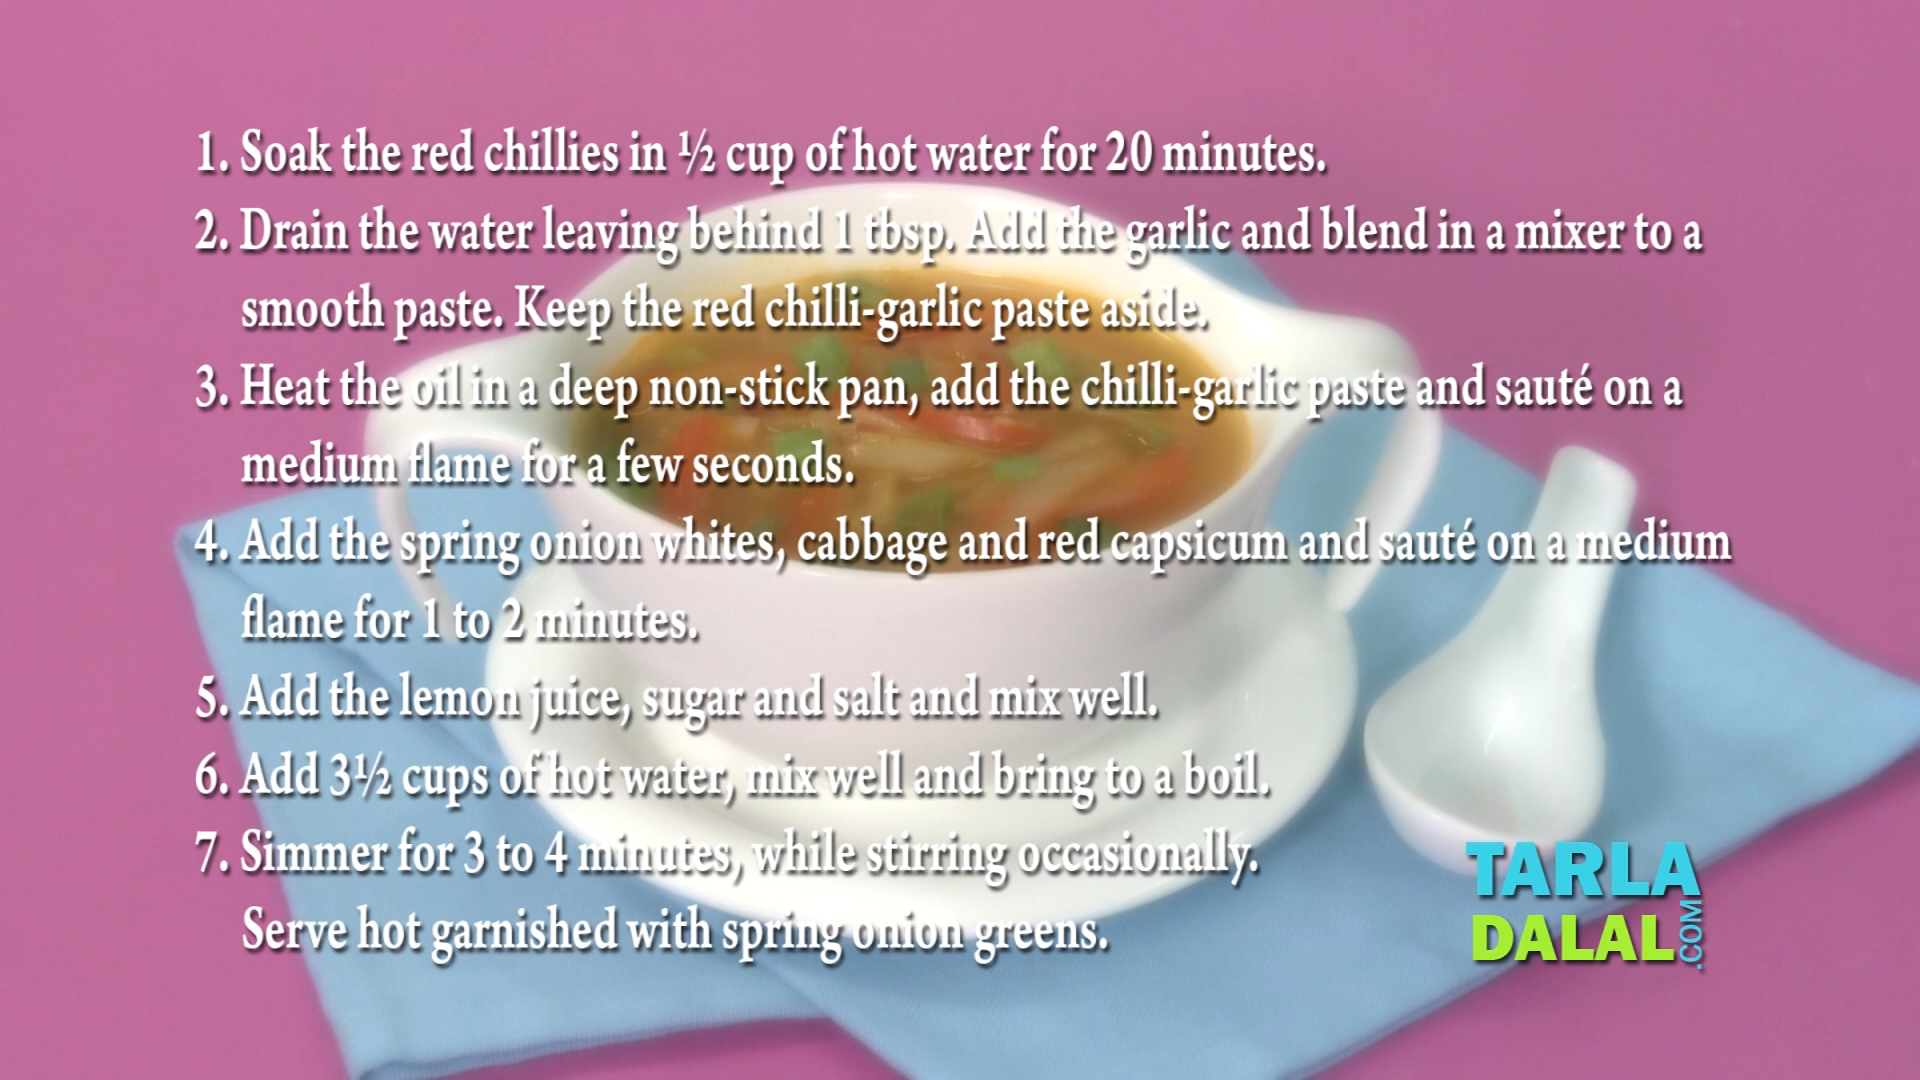 1. Soak the red chillies in ½ cup of hot water for 20 minutes.
2. Drain the water leaving behind 1 tbsp. Add the garlic and blend in a mixer to a
smooth paste. Keep the red chilli-garlic paste aside.
3. Heat the oil in a deep non-stick pan, add the chilli-garlic paste and sauté on a
medium flame for a few seconds.
4. Add the spring onion whites, cabbage and red capsicum and sauté on a medium
flame for 1 to 2 minutes.
5. Add the lemon juice, sugar and salt and mix well.
6. Add 3½ cups of hot water, mix well and bring to a boil.
7. Simmer for 3 to 4 minutes, while stirring occasionally.
Serve hot garnished with spring onion greens.
TARLA
DALAL
.COM